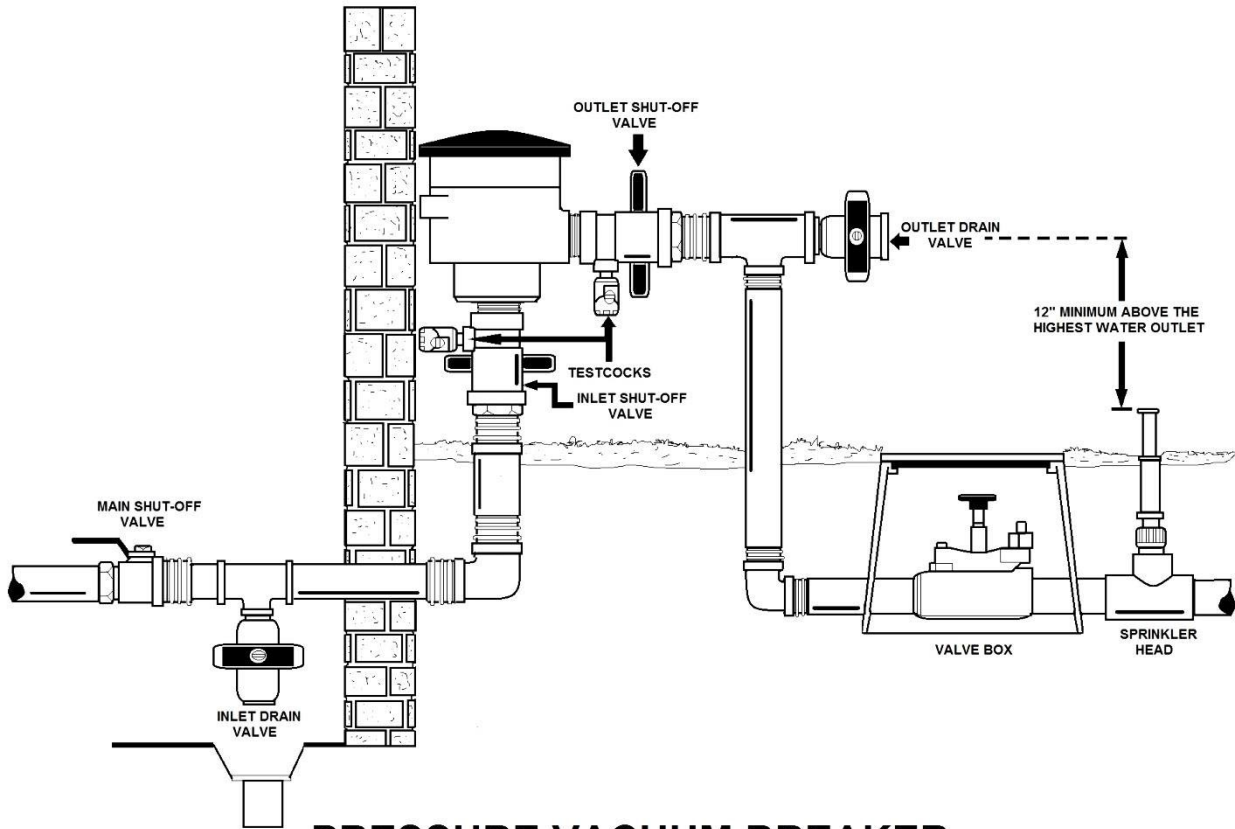 OUTLET SHUT-OFF
VALVE
OUTLET DRAIN
VALVE
12" MINIMUM ABOVE THE
HIGHEST WATER OUTLET
TESTCOCKS
INLET SHUT-OFF
VALVE
MAIN SHUT-OFF
VALVE
VALVE BOX
SPRINKLER
HEAD
INLET DRAIN
VALVE
PRESSURE VACUUM BREAKER